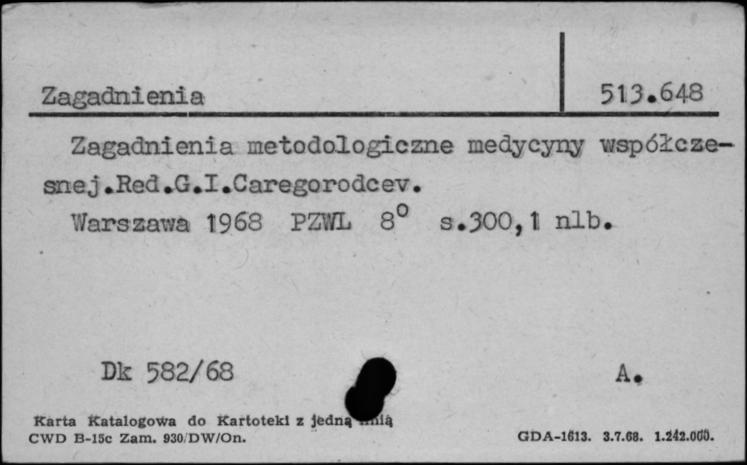 Zagadnienia 513.648
Zagadnienia metodologiczne medycyny współcze-
snej.Red.G.I.Caregorodcev.
Warszawa 1968 PZWL 8° s.300,1 nlb.
Dk 582/68 A.
Karta Katalogowa do Kartoteki z jedną
CWD B-15c Zam. 930/DW/On. GDA-1613. 3.7.68. 1.242.000.